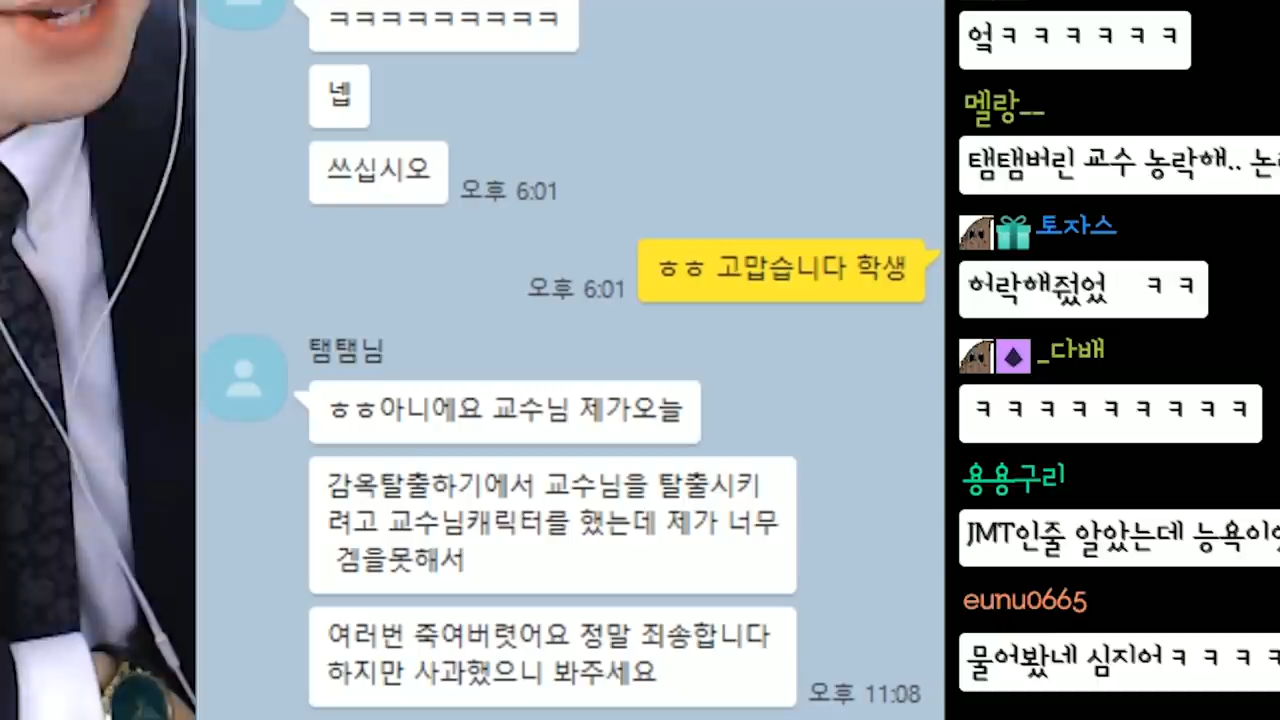 ㅋㅋㅋㅋㅋㅋㅋㅋㅋㅋ
넵
쓰십시오
오후 6:01
ㅎㅎ 고맙습니다 학생
오후 6:01
탬탬님
ㅎㅎ아니에요 교수님 제가오늘
감옥탈출하기에서 교수님을 탈출시키
려고 교수님캐릭터를 했는데 제가 너무
겜을못해서
여러번 죽여버렷어요 정말 죄송합니다
하지만 사과했으니 봐주세요
오후 11:08
엌ㅋㅋㅋㅋㅋㅋ
멜랑__
탬탬버린 교수 농락해..
토자스
허락해줬었 ㅋㅋ
_다배
ㅋㅋㅋㅋㅋㅋㅋㅋㅋ
용용구리
JMT인줄 알았는데
eunu0665
물어봤네 심지어ㅋㅋㅋㅋ